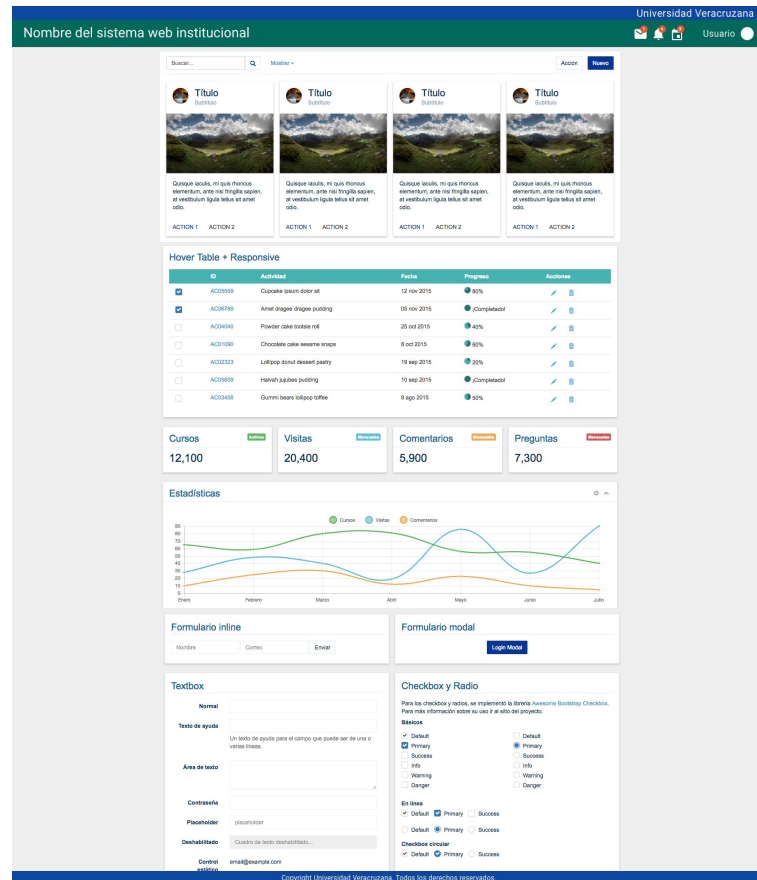 Universidad Veracruzana
Nombre del sistema web institucional
Usuario
Buscar...
Mostrar
Acción
Nuevo
Título
Subtítulo
Título
Subtítulo
Título
Subtítulo
Título
Subtítulo
Quisque iaculis, mi quis rhoncus
elementum, ante nisi fringilla sapien,
at vestibulum ligula tellus sit amet
odio.
ACTION 1 ACTION 2
Quisque iaculis, mi quis rhoncus
elementum, ante nisi fringilla sapien,
at vestibulum ligula tellus sit amet
odio.
ACTION 1 ACTION 2
Quisque iaculis, mi quis rhoncus
elementum, ante nisi fringilla sapien,
at vestibulum ligula tellus sit amet
odio.
ACTION 1 ACTION 2
Quisque iaculis, mi quis rhoncus
elementum, ante nisi fringilla sapien,
at vestibulum ligula tellus sit amet
odio.
ACTION 1 ACTION 2
Hover Table + Responsive
ID Actividad Fecha Progreso Acciones
AC05559 Cupcake ipsum dolor sit 12 nov 2015 80%
AC06789 Amet dragee dragee pudding 05 nov 2015 ¡Completado!
AC04040 Powder cake tootsie roll 25 oct 2015 40%
AC01090 Chocolate cake sesame snaps 8 oct 2015 60%
AC02323 Lollipop donut dessert pastry 19 sep 2015 20%
AC05609 Halvah jujubes pudding 10 sep 2015 ¡Completado!
AC03456 Gummi bears lollipop toffee 8 ago 2015 50%
Cursos Activos
12,100
Visitas Mensuales
20,400
Comentarios Mensuales
5,900
Preguntas Mensuales
7,300
Estadísticas
Cursos Visitas Comentarios
90
80
70
60
50
40
30
20
10
0
Enero Febrero Marzo Abril Mayo Junio Julio
Formulario inline
Nombre Correo Enviar
Formulario modal
Login Modal
Textbox
Normal
Texto de ayuda
Un texto de ayuda para el campo que puede ser de una o
varias líneas.
Área de texto
Contraseña
Placeholder placeholder
Deshabilitado Cuadro de texto deshabilitado...
Control email@example.com
estático
Checkbox y Radio
Para los checkbox y radios, se implementó la librería Awesome Bootstrap Checkbox.
Para más información sobre su uso ir al sitio del proyecto.
Básicos
Default Default
Primary Primary
Success Success
Info Info
Warning Warning
Danger Danger
En línea
Default Primary Success
Default Primary Success
Checkbox circular
Default Primary Success
Copyright Universidad Veracruzana. Todos los derechos reservados.